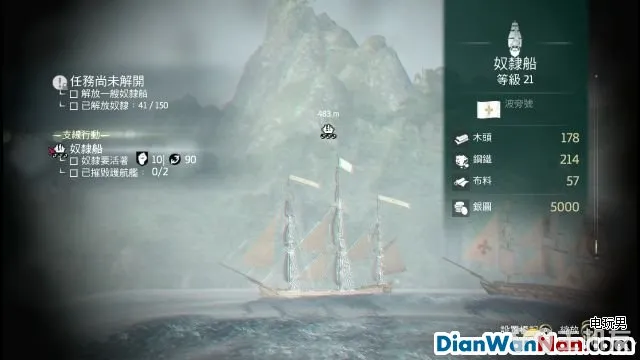 任務尚未解開
解放一艘奴隸船
已解放奴隸：41/150
支線行動
奴隸船
奴隸要活著 10| 90
已摧毀護航艦： 0/2
483 m
奴隸船
等級 21
波旁號
木頭 178
鋼鐵 214
布料 57
銀圓 5000
电玩男
DianWanNan.com